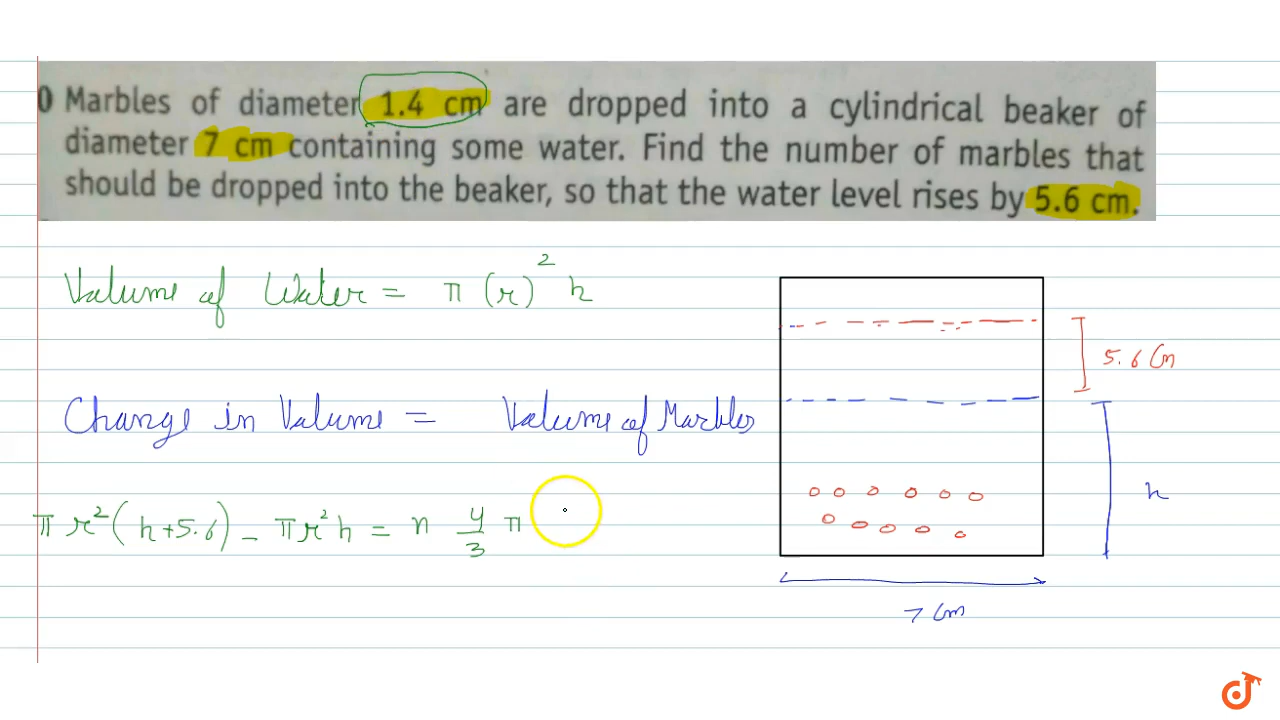 0 Marbles of diameter 1.4 cm are dropped into a cylindrical beaker of
diameter 7 cm containing some water. Find the number of marbles that
should be dropped into the beaker, so that the water level rises by 5.6 cm.
Volume of Water = π (r)² h
5.6 Cm
Change in Volume = Volume of Marbles
h
π r² (h+5.6) - πr² h = n 4/3 π
7 Cm